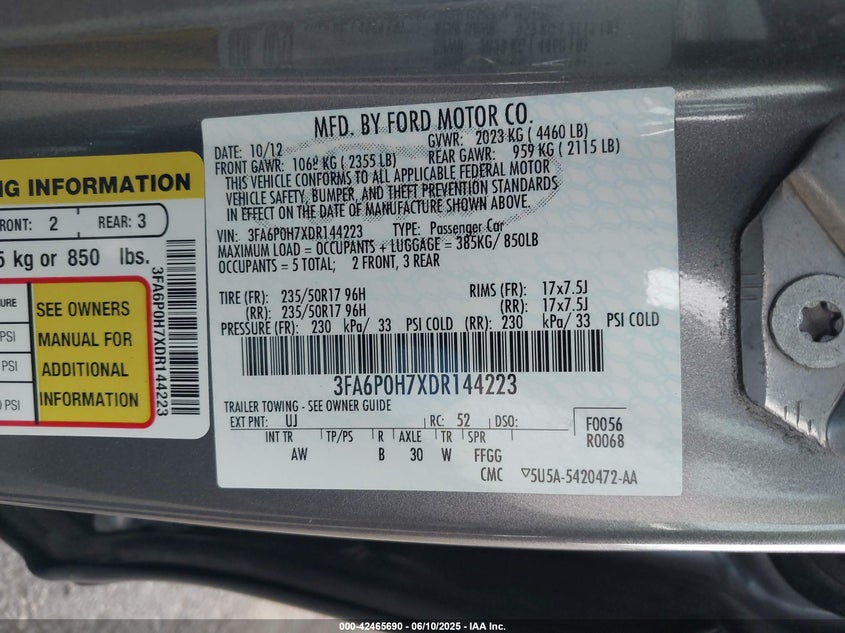 MFD. BY FORD MOTOR CO.
DATE: 10/12
GVWR: 2023 KG ( 4460 LB)
FRONT GAWR: 1068 KG ( 2355 LB)
REAR GAWR: 959 KG ( 2115 LB)
THIS VEHICLE CONFORMS TO ALL APPLICABLE FEDERAL MOTOR
VEHICLE SAFETY, BUMPER, AND THEFT PREVENTION STANDARDS
IN EFFECT ON THE DATE OF MANUFACTURE SHOWN ABOVE.
VIN: 3FA6P0H7XDR144223 TYPE: Passenger Car
MAXIMUM LOAD = OCCUPANTS + LUGGAGE = 385KG/ 850LB
OCCUPANTS = 5 TOTAL; 2 FRONT, 3 REAR
TIRE (FR): 235/50R17 96H RIMS (FR): 17x7.5J
(RR): 235/50R17 96H (RR): 17x7.5J
PRESSURE (FR): 230 kPa/ 33 PSI COLD (RR): 230 kPa/ 33 PSI COLD
3FA6P0H7XDR144223
TRAILER TOWING - SEE OWNER GUIDE
EXT PNT: UJ RC: 52 DSO: F0056
R0068
INT TR TP/PS R AXLE TR SPR
AW B 30 W FFGG
CMC ▽5U5A-5420472-AA
NG INFORMATION
FRONT: 2 REAR: 3
5 kg or 850 lbs.
SEE OWNERS
MANUAL FOR
ADDITIONAL
INFORMATION
PSI
PSI
0 PSI
3FA6P0H7XDR144223
000-42465690 - 06/10/2025 - IAA Inc.